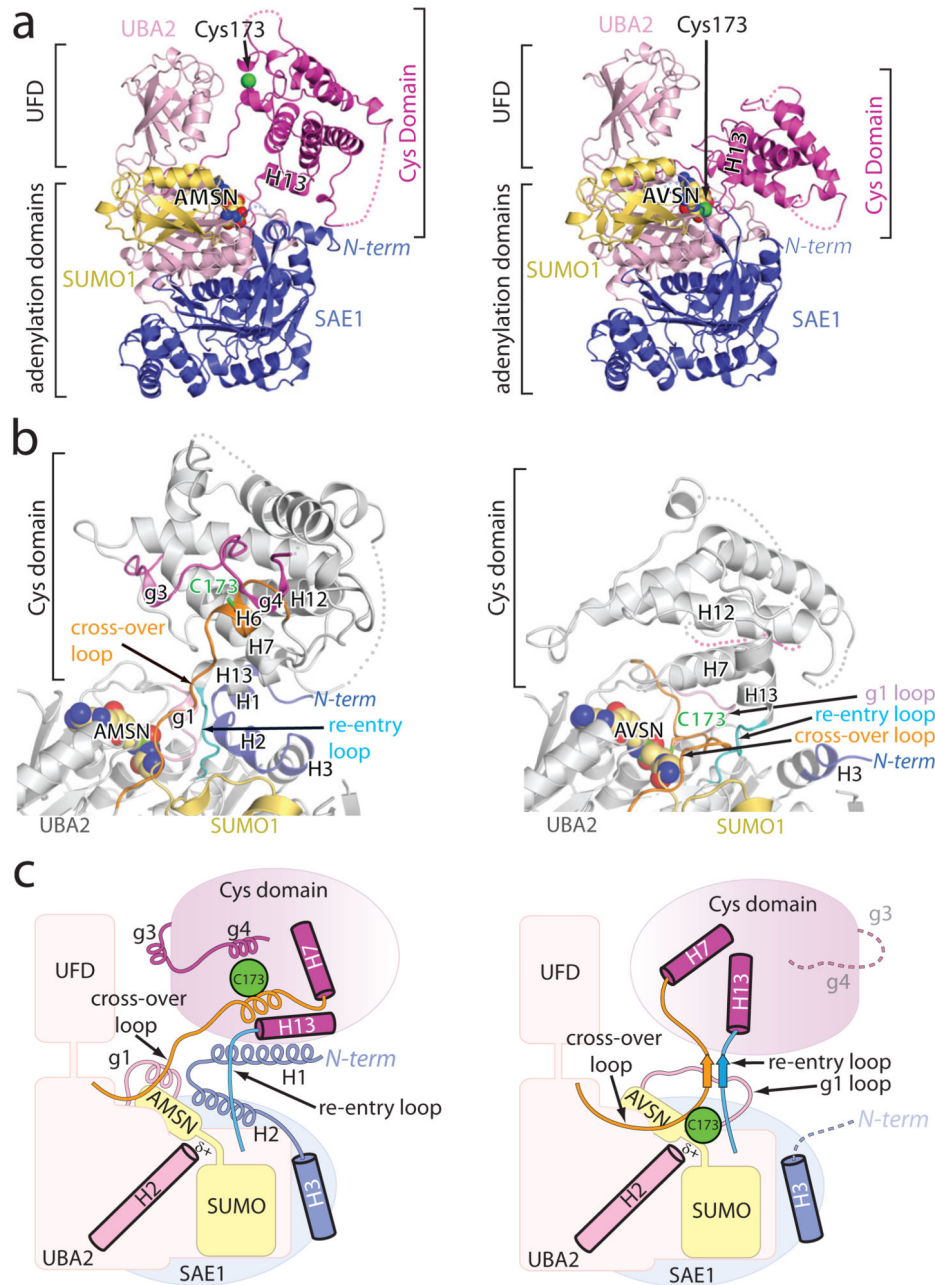 a
UBA2
Cys173
UFD
Cys Domain
H13
AMSN
adenylation domains
N-term
SUMO1
SAE1
Cys173
UFD
Cys Domain
H13
AVSN
adenylation domains
N-term
SUMO1
SAE1
b
Cys domain
g3
C173
g4
H12
H6
H7
cross-over
loop
H13
H1
N-term
g1
AMSN
re-entry
loop
H2
H3
UBA2
SUMO1
Cys domain
H12
H7
H13
g1 loop
C173
re-entry loop
AVSN
cross-over loop
N-term
H3
UBA2
SUMO1
c
Cys domain
g3
g4
H7
UFD
C173
cross-over
loop
H13
N-term
g1
H1
re-entry loop
AMSN
H2
δ+
H2
SUMO
H3
UBA2
SAE1
Cys domain
g3
H7
g4
UFD
H13
cross-over
loop
re-entry loop
g1 loop
AVSN
C173
N-term
δ+
H2
SUMO
H3
UBA2
SAE1